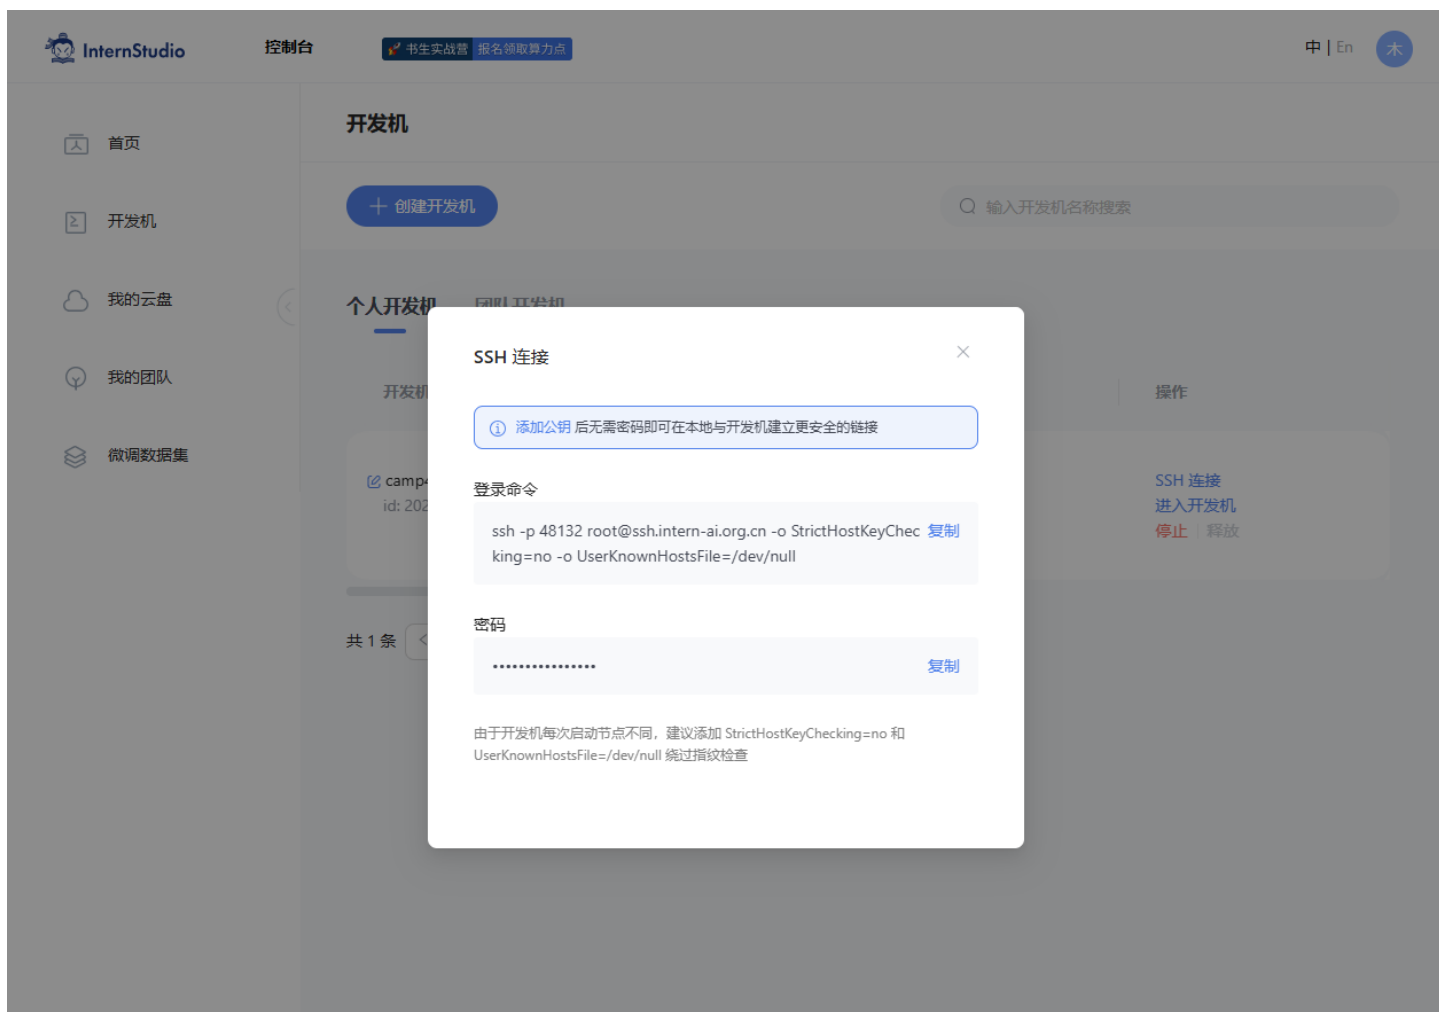 InternStudio
控制台
书生实战营 报名领取算力点
中 | En
木
首页
开发机
我的云盘
我的团队
微调数据集
开发机
创建开发机
输入开发机名称搜索
个人开发机 团队开发机
开发机
操作
camp4
id: 202
SSH 连接
进入开发机
停止 释放
共 1 条
SSH 连接
添加公钥 后无需密码即可在本地与开发机建立更安全的链接
登录命令
ssh -p 48132 root@ssh.intern-ai.org.cn -o StrictHostKeyChec
king=no -o UserKnownHostsFile=/dev/null
复制
密码
••••••••••••••••
复制
由于开发机每次启动节点不同，建议添加 StrictHostKeyChecking=no 和
UserKnownHostsFile=/dev/null 绕过指纹检查